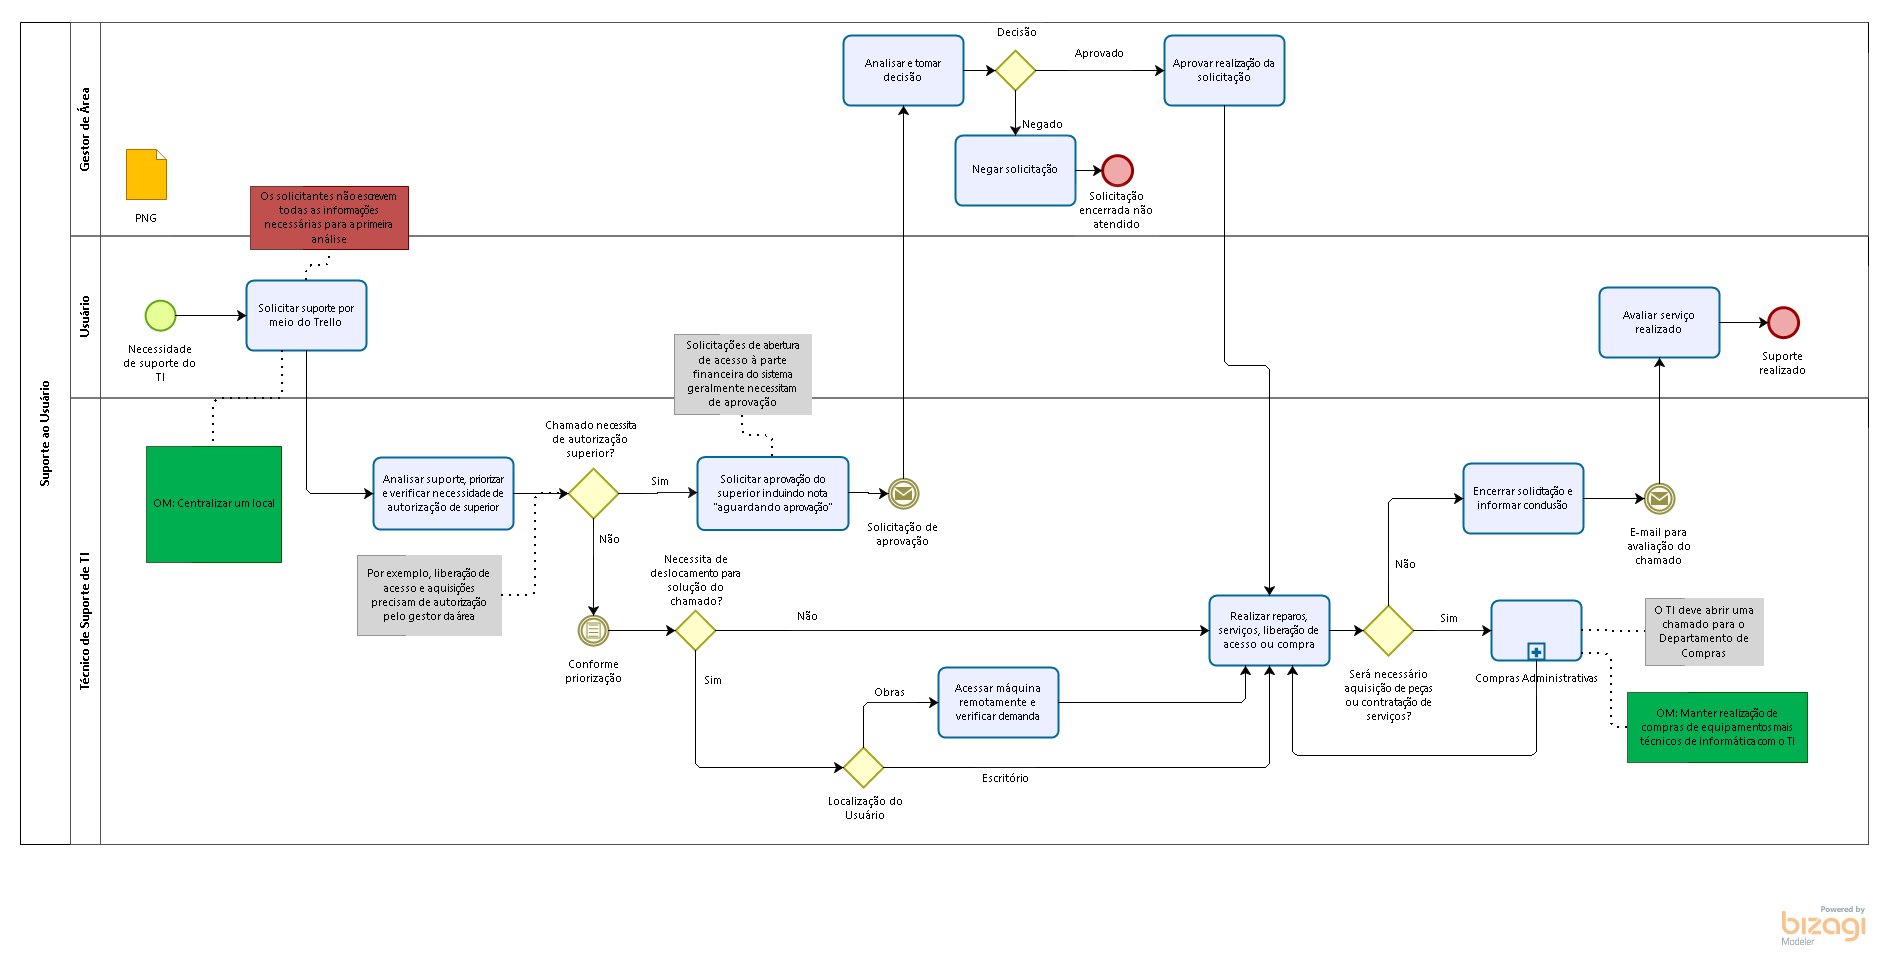 Suporte ao Usuário
Gestor de Área
Analisar e tomar
decisão
Decisão
Aprovado
Aprovar realização da
solicitação
Negado
Negar solicitação
Solicitação
encerrada não
atendido
PNG
Os solicitantes não escrevem
todas as informações
necessárias para a primeira
análise
Usuário
Necessidade
de suporte do
TI
Solicitar suporte por
meio do Trello
Solicitações de abertura
de acesso à parte
financeira do sistema
geralmente necessitam
de aprovação
Avaliar serviço
realizado
Suporte
realizado
Técnico de Suporte de TI
OM: Centralizar um local
Analisar suporte, priorizar
e verificar necessidade de
autorização de superior
Chamado necessita
de autorização
superior?
Sim
Não
Solicitar aprovação do
superior incluindo nota
"aguardando aprovação"
Solicitação de
aprovação
Por exemplo, liberação de
acesso e aquisições
precisam de autorização
pelo gestor da área
Conforme
priorização
Necessita de
deslocamento para
solução do
chamado?
Não
Sim
Obras
Acessar máquina
remotamente e
verificar demanda
Localização do
Usuário
Escritório
Realizar reparos,
serviços, liberação de
acesso ou compra
Será necessário
aquisição de peças
ou contratação de
serviços?
Não
Sim
Encerrar solicitação e
informar conclusão
E-mail para
avaliação do
chamado
Compras Administrativas
O TI deve abrir uma
chamado para o
Departamento de
Compras
OM: Manter realização de
compras de equipamentos mais
técnicos de informática com o TI
Powered by
bizagi
Modeler